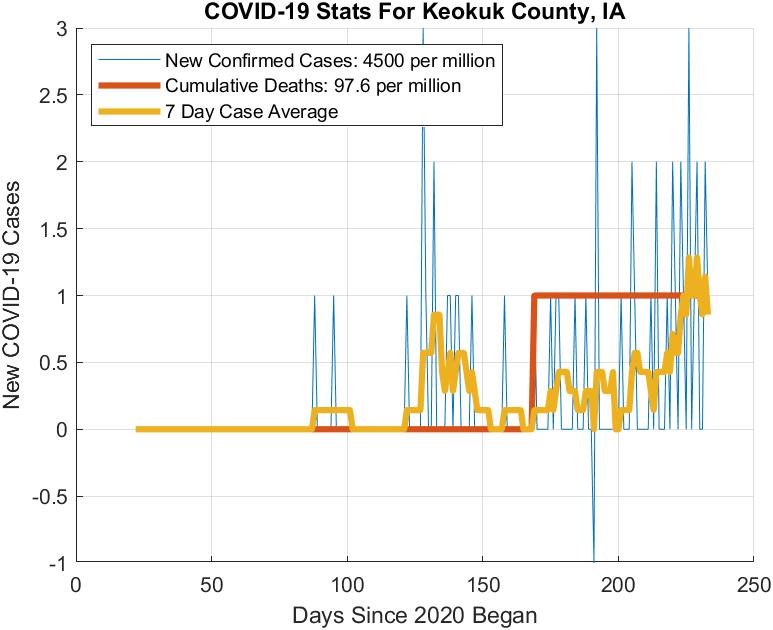 COVID-19 Stats For Keokuk County, IA
New Confirmed Cases: 4500 per million
Cumulative Deaths: 97.6 per million
7 Day Case Average
New COVID-19 Cases
3
2.5
2
1.5
1
0.5
0
-0.5
-1
0 50 100 150 200 250
Days Since 2020 Began